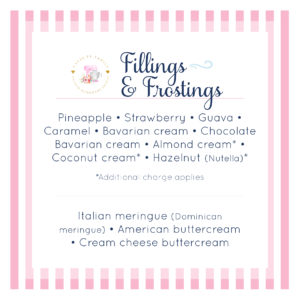 Fillings
& Frostings
Pineapple • Strawberry • Guava •
Caramel • Bavarian cream • Chocolate
Bavarian cream • Almond cream* •
Coconut cream* • Hazelnut (Nutella)*
*Additional charge applies
Italian meringue (Dominican
meringue) • American buttercream
• Cream cheese buttercream